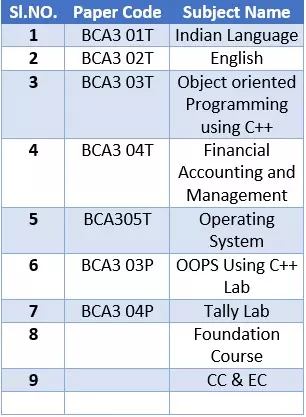 Sl.NO. Paper Code Subject Name
1 BCA3 01T Indian Language
2 BCA3 02T English
3 BCA3 03T Object oriented
Programming
using C++
4 BCA3 04T Financial
Accounting and
Management
5 BCA305T Operating
System
6 BCA3 03P OOPS Using C++
Lab
7 BCA3 04P Tally Lab
8 Foundation
Course
9 CC & EC